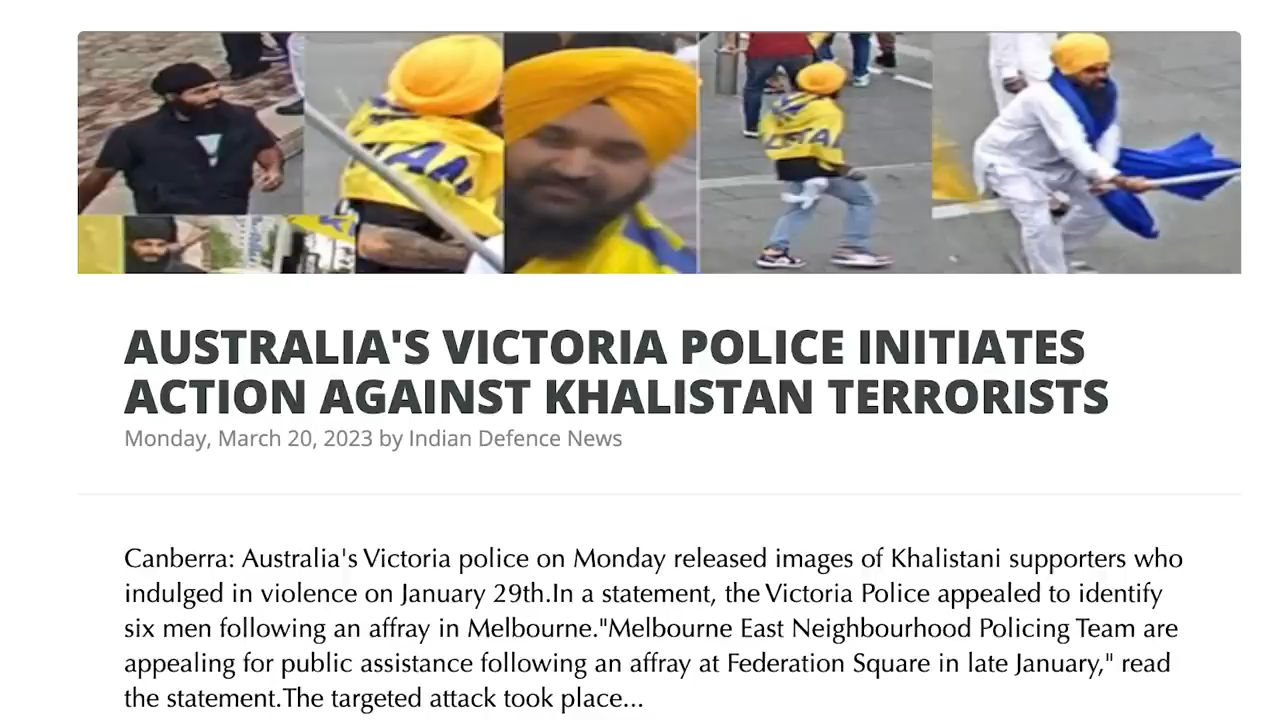 AUSTRALIA'S VICTORIA POLICE INITIATES
ACTION AGAINST KHALISTAN TERRORISTS
Monday, March 20, 2023 by Indian Defence News
Canberra: Australia's Victoria police on Monday released images of Khalistani supporters who
indulged in violence on January 29th.In a statement, the Victoria Police appealed to identify
six men following an affray in Melbourne."Melbourne East Neighbourhood Policing Team are
appealing for public assistance following an affray at Federation Square in late January," read
the statement.The targeted attack took place...